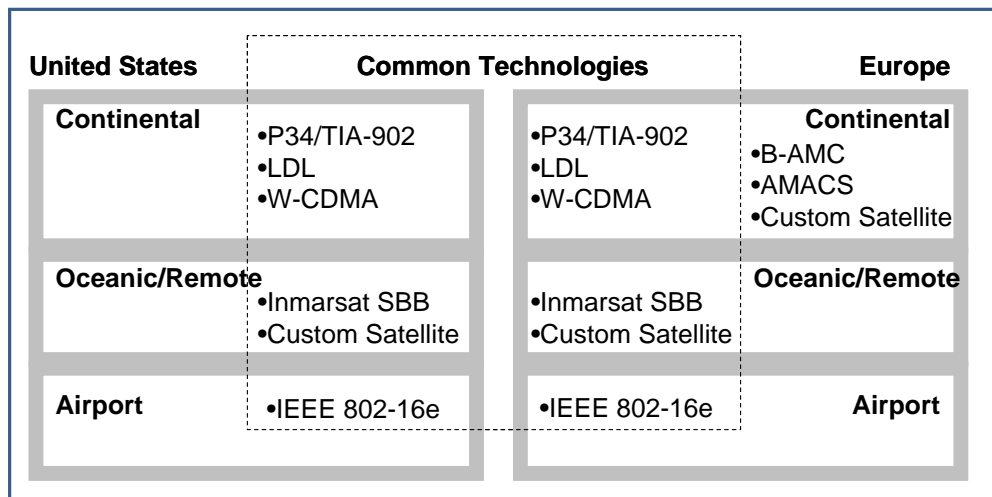 United States
Common Technologies
Europe
Continental
•P34/TIA-902
•LDL
•W-CDMA
•P34/TIA-902
•LDL
•W-CDMA
Continental
•B-AMC
•AMACS
•Custom Satellite
Oceanic/Remote
•Inmarsat SBB
•Custom Satellite
•Inmarsat SBB
•Custom Satellite
Oceanic/Remote
Airport
•IEEE 802-16e
•IEEE 802-16e
Airport